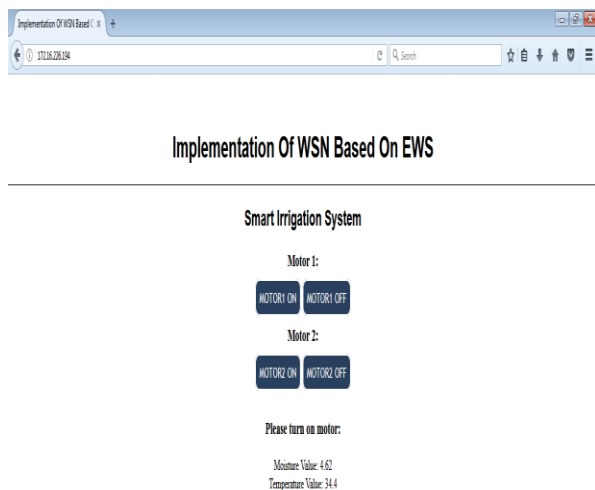 Implementation Of WSN Based O
172.16.226.194
Search
Implementation Of WSN Based On EWS
Smart Irrigation System
Motor 1:
MOTOR1 ON MOTOR1 OFF
Motor 2:
MOTOR2 ON MOTOR2 OFF
Please turn on motor:
Moisture Value: 4.62
Temperature Value: 34.4